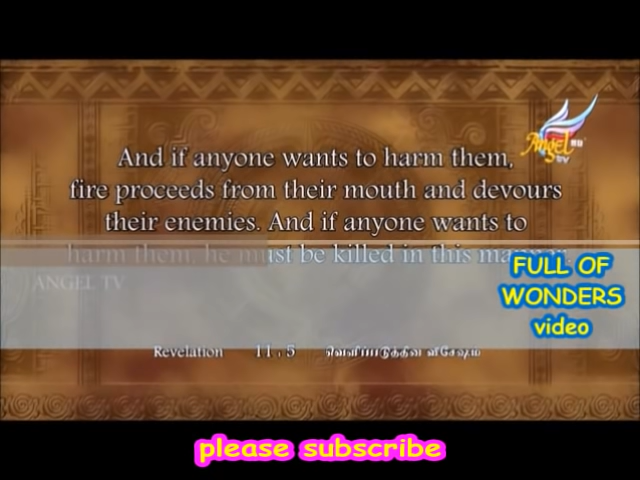 And if anyone wants to harm them,
fire proceeds from their mouth and devours
their enemies. And if anyone wants to
harm them, he must be killed in this manner.
Angel
TV
ANGEL TV
FULL OF
WONDERS
video
Revelation 11 : 5 வெளிப்படுத்தின விசேஷம்
please subscribe